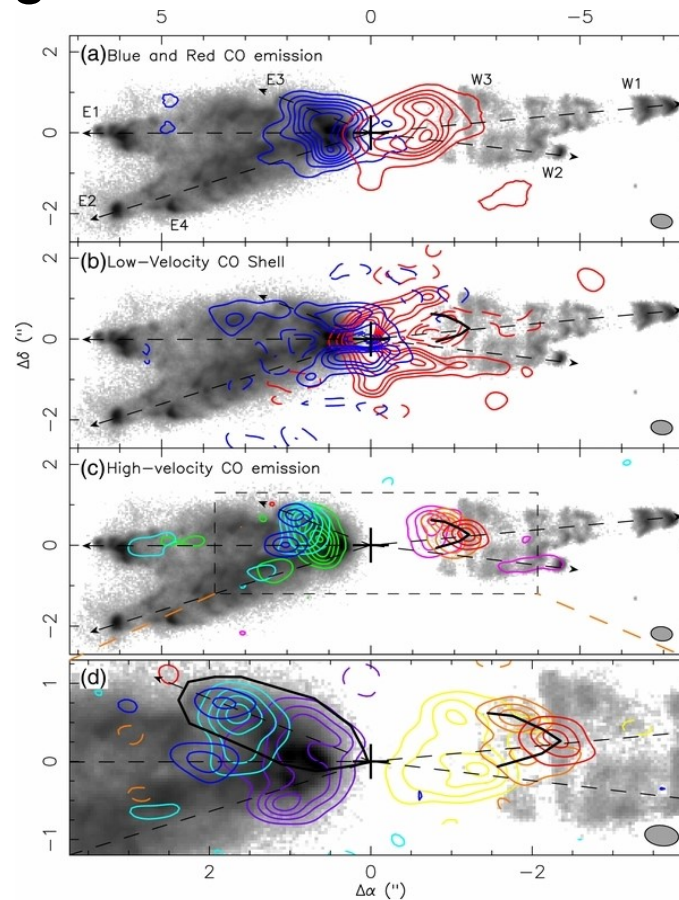 5 0 -5
(a) Blue and Red CO emission
2
0
-2
E3
W3
W1
E1
E2
E4
W2
(b) Low-Velocity CO Shell
2
0
-2
Δδ (")
(c) High-velocity CO emission
2
0
-2
(d)
1
0
-1
2 0 -2
Δα (")